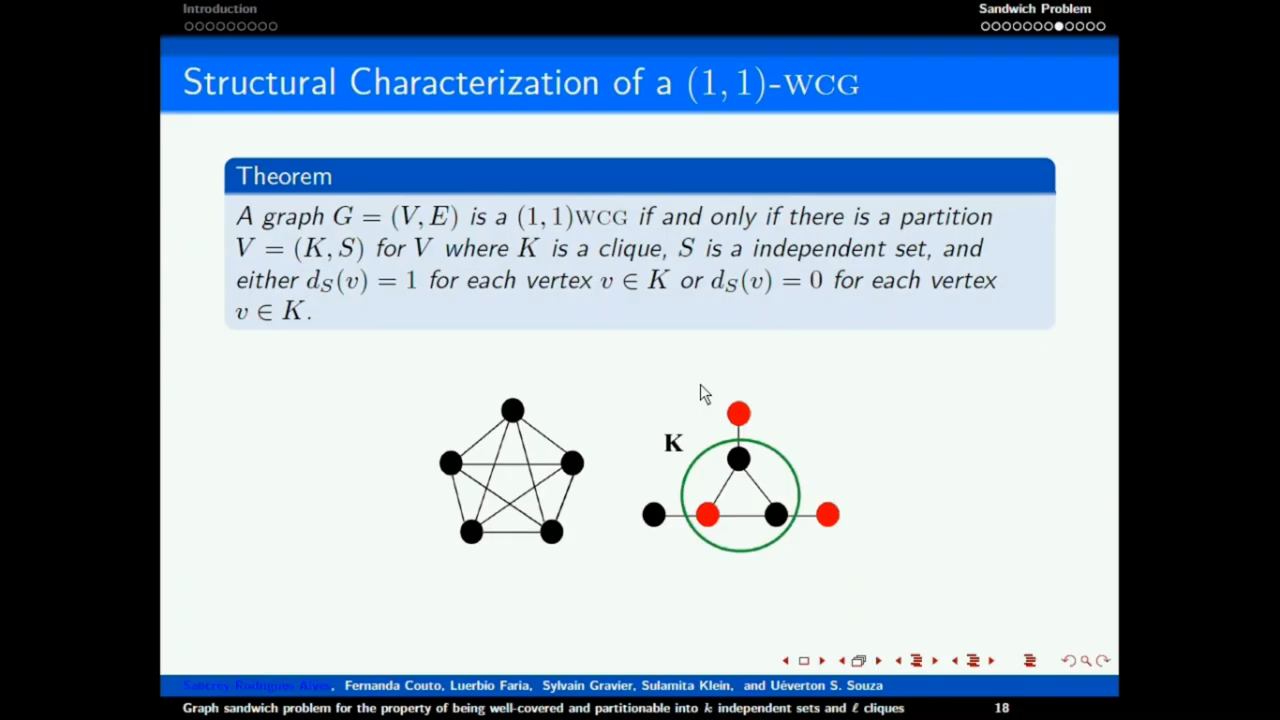 Introduction
Sandwich Problem
Structural Characterization of a (1, 1)-WCG
Theorem
A graph G = (V, E) is a (1, 1)WCG if and only if there is a partition
V = (K, S) for V where K is a clique, S is a independent set, and
either d_S(v) = 1 for each vertex v ∈ K or d_S(v) = 0 for each vertex
v ∈ K.
K
Rodrigues Alves, Fernanda Couto, Luerbio Faria, Sylvain Gravier, Sulamita Klein, and Uéverton S. Souza
Graph sandwich problem for the property of being well-covered and partitionable into k independent sets and ℓ cliques
18